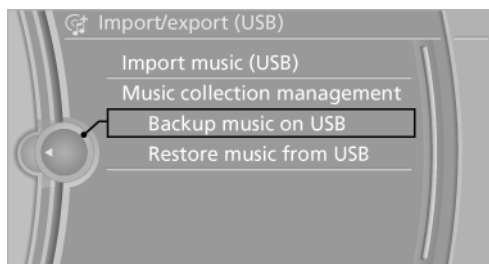 Import/export (USB)
Import music (USB)
Music collection management
Backup music on USB
Restore music from USB